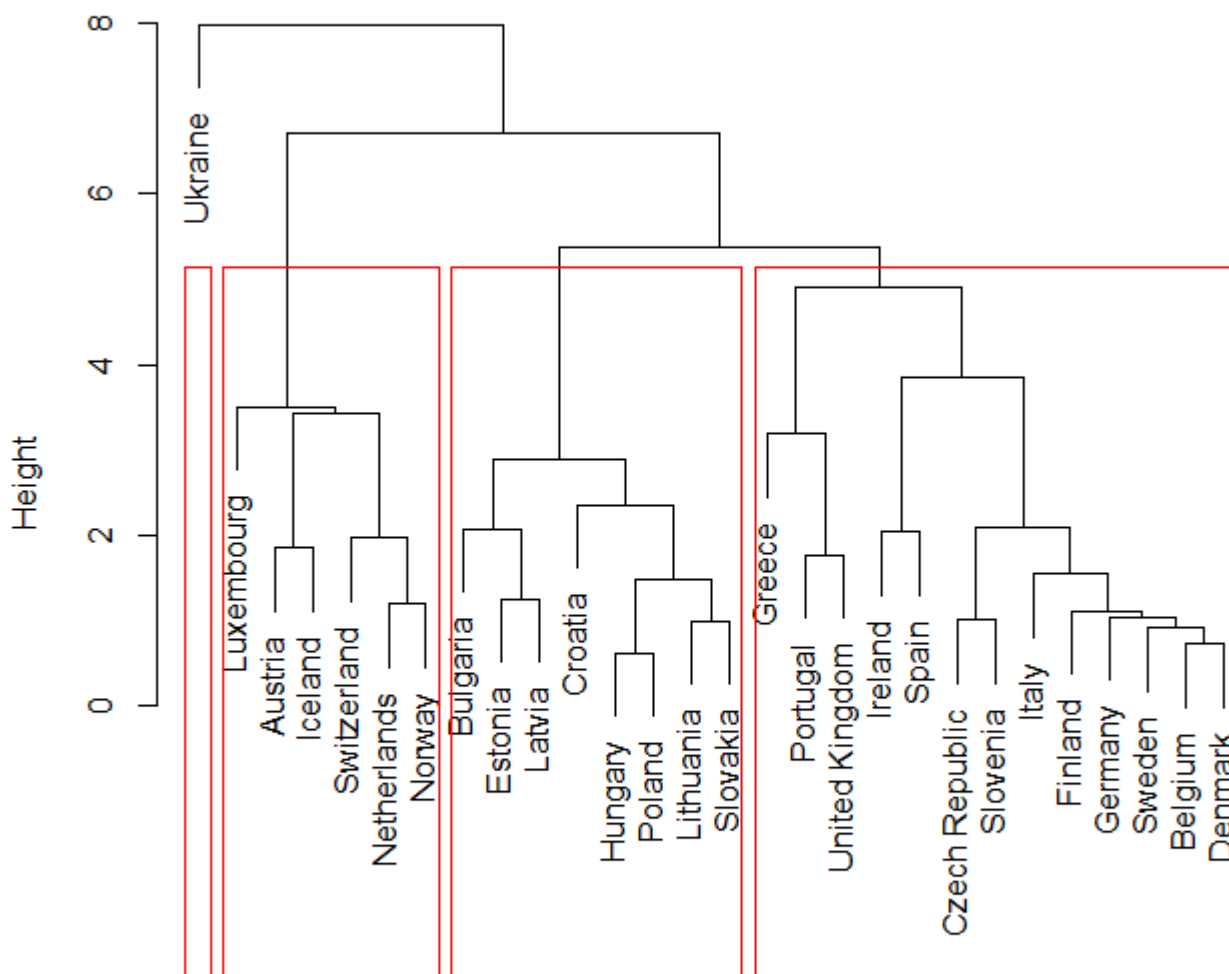 Height
8
6
4
2
0
Ukraine
Luxembourg
Austria
Iceland
Switzerland
Netherlands
Norway
Bulgaria
Estonia
Latvia
Croatia
Hungary
Poland
Lithuania
Slovakia
Greece
Portugal
United Kingdom
Ireland
Spain
Czech Republic
Slovenia
Italy
Finland
Germany
Sweden
Belgium
Denmark